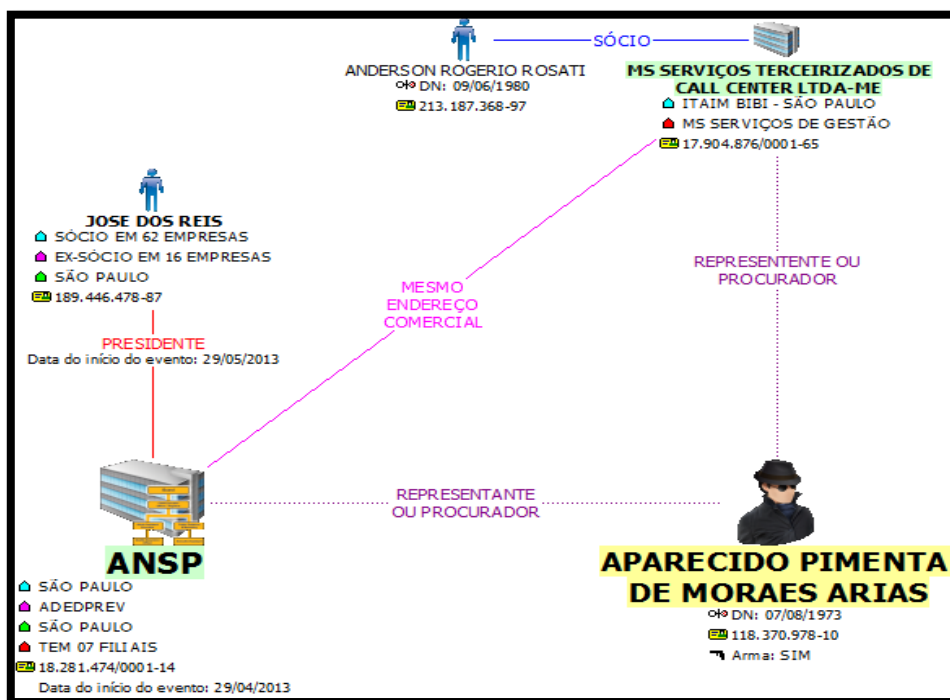 SÓCIO
ANDERSON ROGERIO ROSATI
DN: 09/06/1980
213.187.368-97
MS SERVIÇOS TERCEIRIZADOS DE
CALL CENTER LTDA-ME
ITAIM BIBI - SÃO PAULO
MS SERVIÇOS DE GESTÃO
17.904.876/0001-65
JOSE DOS REIS
SÓCIO EM 62 EMPRESAS
EX-SÓCIO EM 16 EMPRESAS
SÃO PAULO
189.446.478-87
MESMO
ENDEREÇO
COMERCIAL
REPRESENTENTE OU
PROCURADOR
PRESIDENTE
Data do início do evento: 29/05/2013
REPRESENTANTE
OU PROCURADOR
ANSP
SÃO PAULO
ADEDPREV
SÃO PAULO
TEM 07 FILIAIS
18.281.474/0001-14
Data do início do evento: 29/04/2013
APARECIDO PIMENTA
DE MORAES ARIAS
DN: 07/08/1973
118.370.978-10
Arma: SIM